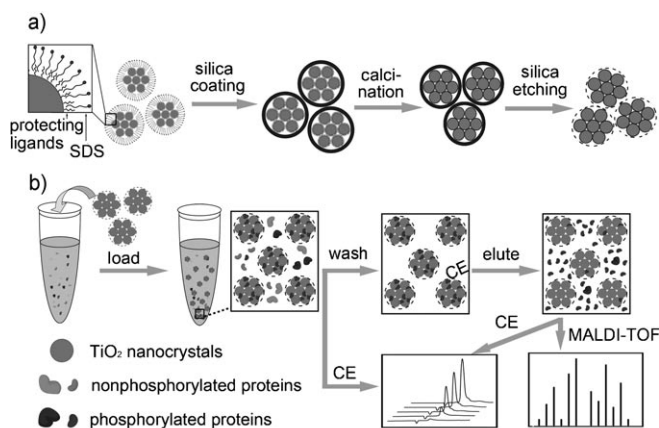 a)
silica
coating
calci-
nation
silica
etching
protecting
ligands
SDS
b)
load
wash
CE
elute
CE
MALDI-TOF
CE
TiO₂ nanocrystals
nonphosphorylated proteins
phosphorylated proteins